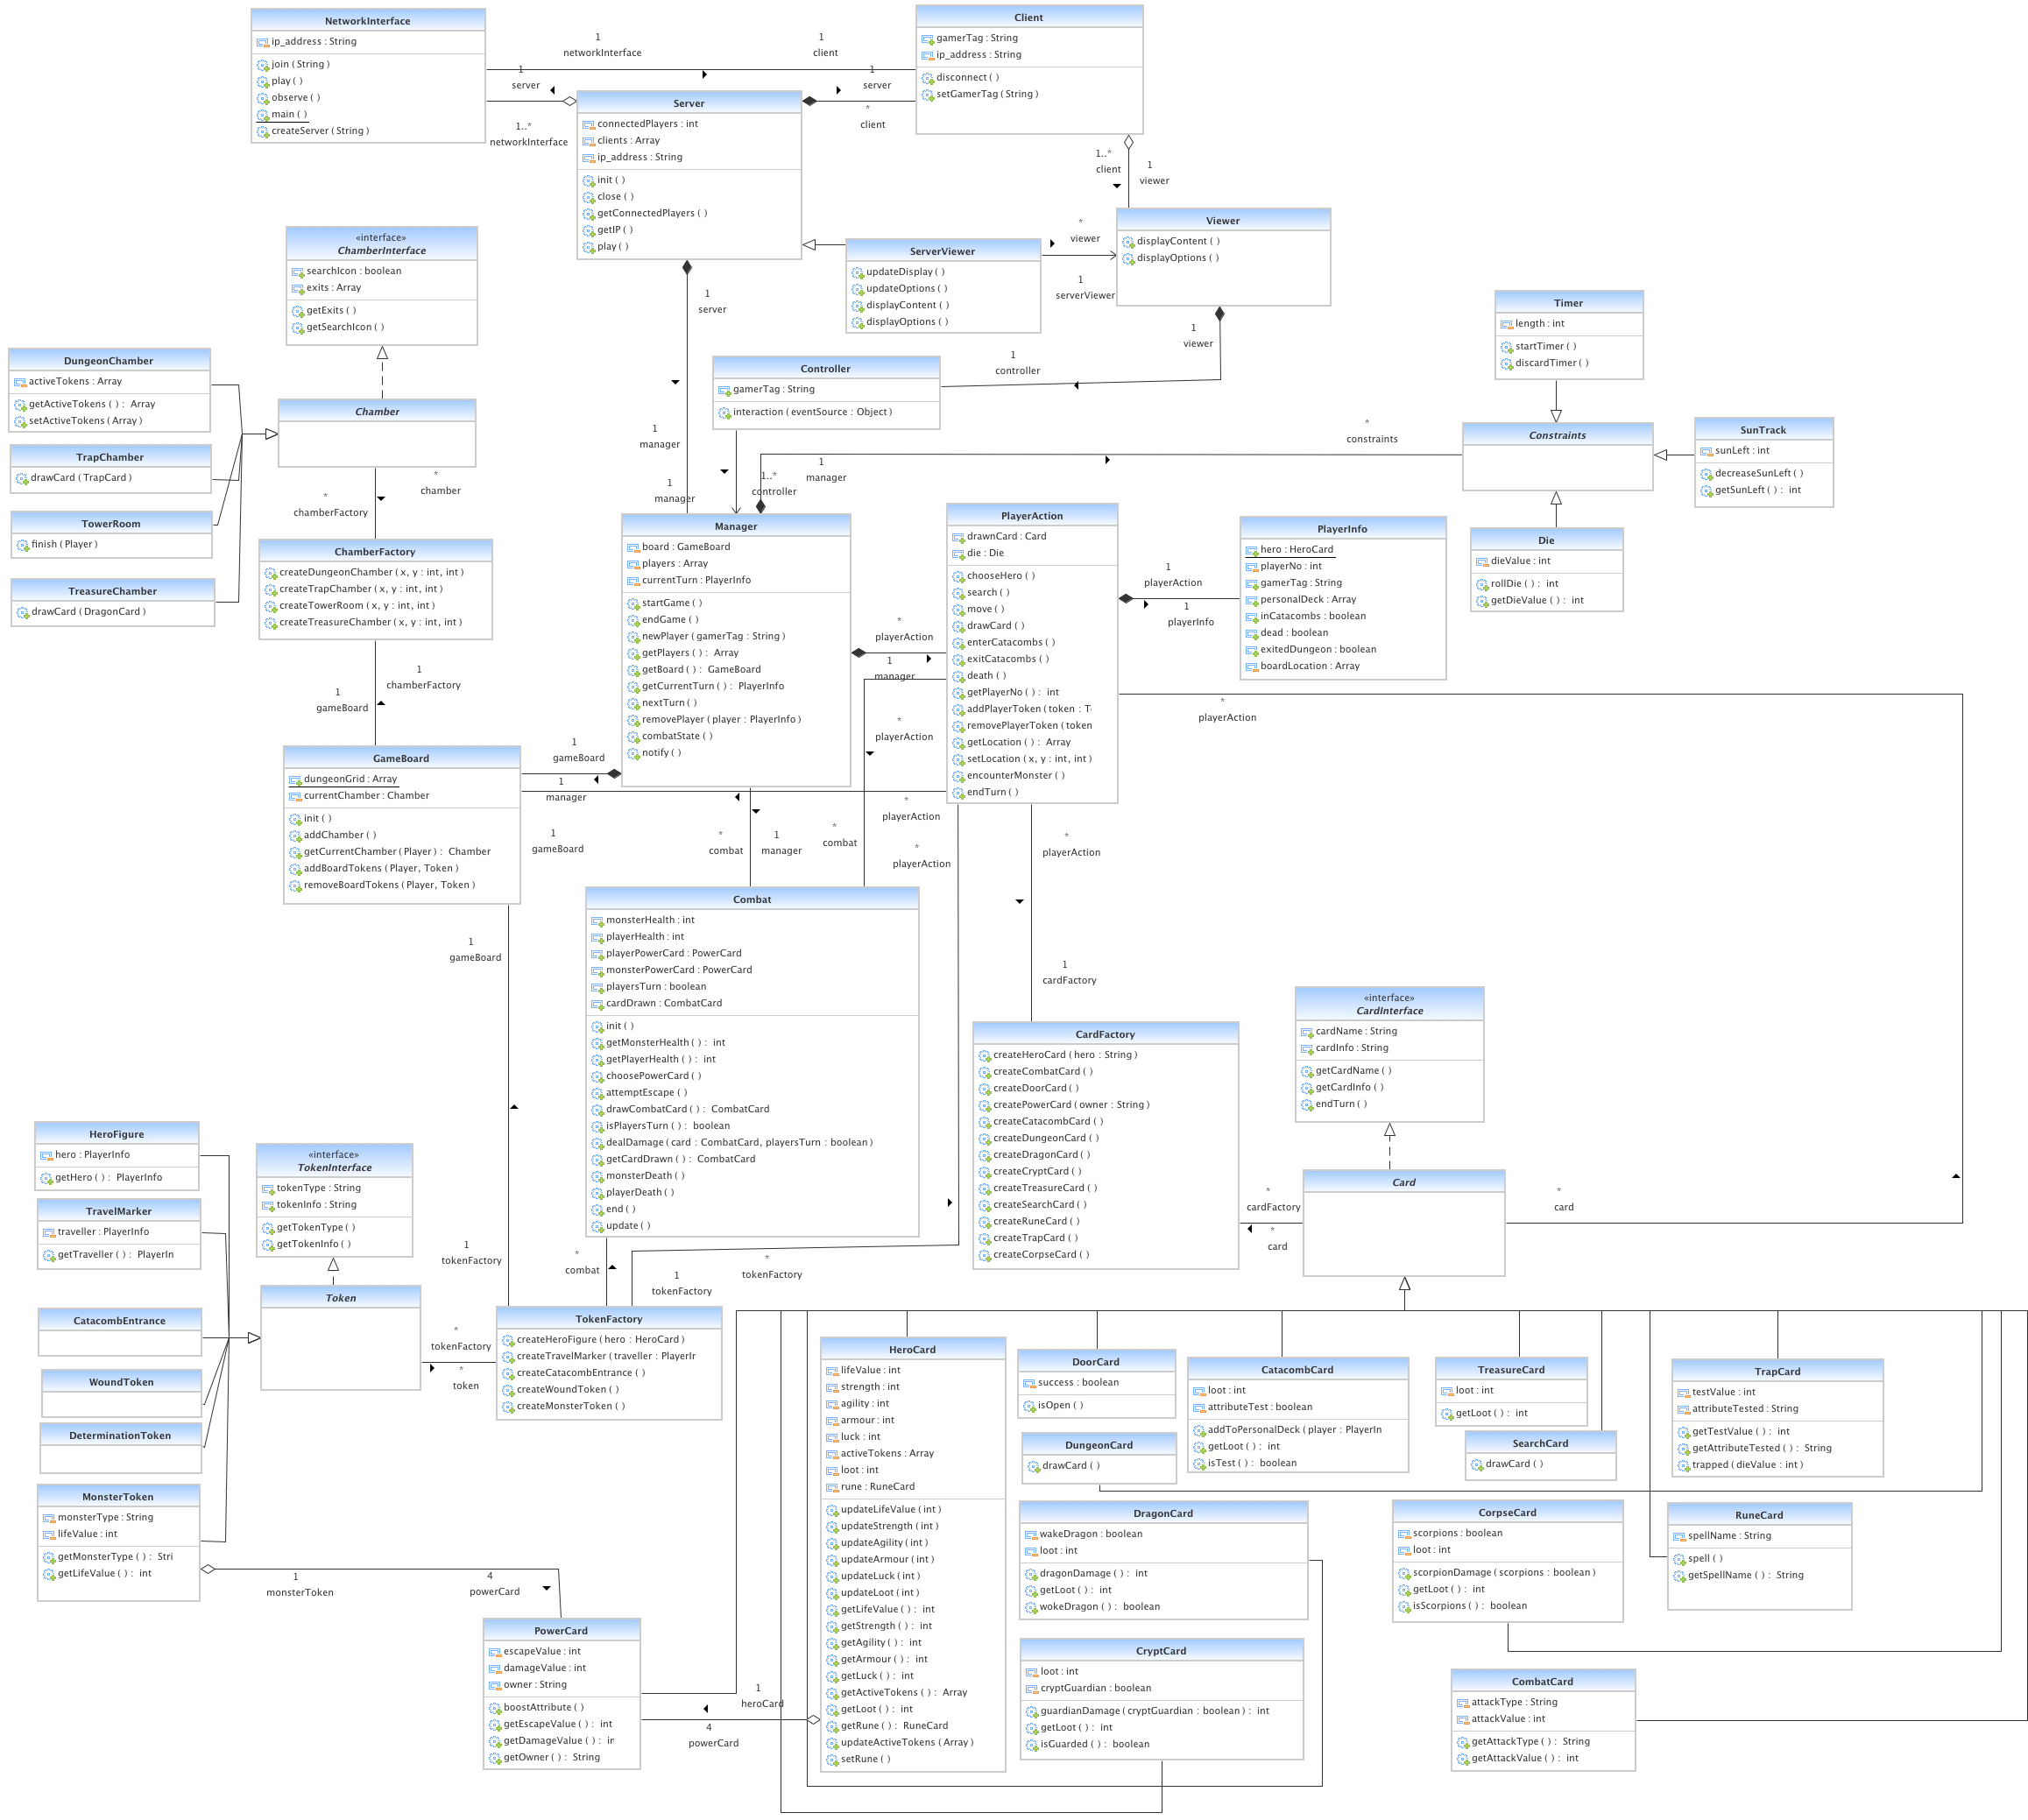 NetworkInterface
ip_address : String
join ( String )
play ( )
observe ( )
main ( )
createServer ( String )
1
networkInterface
1
client
1
server
1..*
networkInterface
1
server
*
client
Client
gamerTag : String
ip_address : String
disconnect ( )
setGamerTag ( String )
Server
connectedPlayers : int
clients : Array
ip_address : String
init ( )
close ( )
getConnectedPlayers ( )
getIP ( )
play ( )
1..*
client
1
viewer
Viewer
displayContent ( )
displayOptions ( )
ServerViewer
updateDisplay ( )
updateOptions ( )
displayContent ( )
displayOptions ( )
*
viewer
1
serverViewer
1
server
1
manager
1
viewer
1
controller
Controller
gamerTag : String
interaction ( eventSource : Object )
1
manager
1..*
controller
1
manager
*
constraints
«interface»
ChamberInterface
searchIcon : boolean
exits : Array
getExits ( )
getSearchIcon ( )
DungeonChamber
activeTokens : Array
getActiveTokens ( ) : Array
setActiveTokens ( Array )
Chamber
TrapChamber
drawCard ( TrapCard )
TowerRoom
finish ( Player )
TreasureChamber
drawCard ( DragonCard )
*
chamber
*
chamberFactory
ChamberFactory
createDungeonChamber ( x, y : int, int )
createTrapChamber ( x, y : int, int )
createTowerRoom ( x, y : int, int )
createTreasureChamber ( x, y : int, int )
1
chamberFactory
1
gameBoard
Timer
length : int
startTimer ( )
discardTimer ( )
Constraints
SunTrack
sunLeft : int
decreaseSunLeft ( )
getSunLeft ( ) : int
Die
dieValue : int
rollDie ( ) : int
getDieValue ( ) : int
Manager
board : GameBoard
players : Array
currentTurn : PlayerInfo
startGame ( )
endGame ( )
newPlayer ( gamerTag : String )
getPlayers ( ) : Array
getBoard ( ) : GameBoard
getCurrentTurn ( ) : PlayerInfo
nextTurn ( )
removePlayer ( player : PlayerInfo )
combatState ( )
notify ( )
PlayerAction
drawnCard : Card
die : Die
chooseHero ( )
search ( )
move ( )
drawCard ( )
enterCatacombs ( )
exitCatacombs ( )
death ( )
getPlayerNo ( ) : int
addPlayerToken ( token : T
removePlayerToken ( token
getLocation ( ) : Array
setLocation ( x, y : int, int )
encounterMonster ( )
endTurn ( )
1
playerAction
1
playerInfo
PlayerInfo
hero : HeroCard
playerNo : int
gamerTag : String
personalDeck : Array
inCatacombs : boolean
dead : boolean
exitedDungeon : boolean
boardLocation : Array
*
playerAction
1
manager
*
playerAction
*
playerAction
1
gameBoard
1
manager
GameBoard
dungeonGrid : Array
currentChamber : Chamber
init ( )
addChamber ( )
getCurrentChamber ( Player ) : Chamber
addBoardTokens ( Player, Token )
removeBoardTokens ( Player, Token )
1
gameBoard
*
playerAction
*
combat
1
manager
*
combat
*
playerAction
*
playerAction
1
gameBoard
Combat
monsterHealth : int
playerHealth : int
playerPowerCard : PowerCard
monsterPowerCard : PowerCard
playersTurn : boolean
cardDrawn : CombatCard
init ( )
getMonsterHealth ( ) : int
getPlayerHealth ( ) : int
choosePowerCard ( )
attemptEscape ( )
drawCombatCard ( ) : CombatCard
isPlayersTurn ( ) : boolean
dealDamage ( card : CombatCard, playersTurn : boolean )
getCardDrawn ( ) : CombatCard
monsterDeath ( )
playerDeath ( )
end ( )
update ( )
1
cardFactory
CardFactory
createHeroCard ( hero : String )
createCombatCard ( )
createDoorCard ( )
createPowerCard ( owner : String )
createCatacombCard ( )
createDungeonCard ( )
createDragonCard ( )
createCryptCard ( )
createTreasureCard ( )
createSearchCard ( )
createRuneCard ( )
createTrapCard ( )
createCorpseCard ( )
«interface»
CardInterface
cardName : String
cardInfo : String
getCardName ( )
getCardInfo ( )
endTurn ( )
Card
*
cardFactory
*
card
*
card
HeroFigure
hero : PlayerInfo
getHero ( ) : PlayerInfo
TravelMarker
traveller : PlayerInfo
getTraveller ( ) : PlayerIn
CatacombEntrance
WoundToken
DeterminationToken
MonsterToken
monsterType : String
lifeValue : int
getMonsterType ( ) : Stri
getLifeValue ( ) : int
«interface»
TokenInterface
tokenType : String
tokenInfo : String
getTokenType ( )
getTokenInfo ( )
Token
1
tokenFactory
*
combat
1
tokenFactory
*
tokenFactory
*
tokenFactory
*
token
TokenFactory
createHeroFigure ( hero : HeroCard )
createTravelMarker ( traveller : PlayerIr
createCatacombEntrance ( )
createWoundToken ( )
createMonsterToken ( )
1
monsterToken
4
powerCard
PowerCard
escapeValue : int
damageValue : int
owner : String
boostAttribute ( )
getEscapeValue ( ) : int
getDamageValue ( ) : ir
getOwner ( ) : String
1
heroCard
4
powerCard
HeroCard
lifeValue : int
strength : int
agility : int
armour : int
luck : int
activeTokens : Array
loot : int
rune : RuneCard
updateLifeValue ( int )
updateStrength ( int )
updateAgility ( int )
updateArmour ( int )
updateLuck ( int )
updateLoot ( int )
getLifeValue ( ) : int
getStrength ( ) : int
getAgility ( ) : int
getArmour ( ) : int
getLuck ( ) : int
getActiveTokens ( ) : Array
getLoot ( ) : int
getRune ( ) : RuneCard
updateActiveTokens ( Array )
setRune ( )
DoorCard
success : boolean
isOpen ( )
DungeonCard
drawCard ( )
CatacombCard
loot : int
attributeTest : boolean
addToPersonalDeck ( player : PlayerIn
getLoot ( ) : int
isTest ( ) : boolean
TreasureCard
loot : int
getLoot ( ) : int
SearchCard
drawCard ( )
TrapCard
testValue : int
attributeTested : String
getTestValue ( ) : int
getAttributeTested ( ) : String
trapped ( dieValue : int )
DragonCard
wakeDragon : boolean
loot : int
dragonDamage ( ) : int
getLoot ( ) : int
wokeDragon ( ) : boolean
CorpseCard
scorpions : boolean
loot : int
scorpionDamage ( scorpions : boolean )
getLoot ( ) : int
isScorpions ( ) : boolean
RuneCard
spellName : String
spell ( )
getSpellName ( ) : String
CryptCard
loot : int
cryptGuardian : boolean
guardianDamage ( cryptGuardian : boolean ) : int
getLoot ( ) : int
isGuarded ( ) : boolean
CombatCard
attackType : String
attackValue : int
getAttackType ( ) : String
getAttackValue ( ) : int